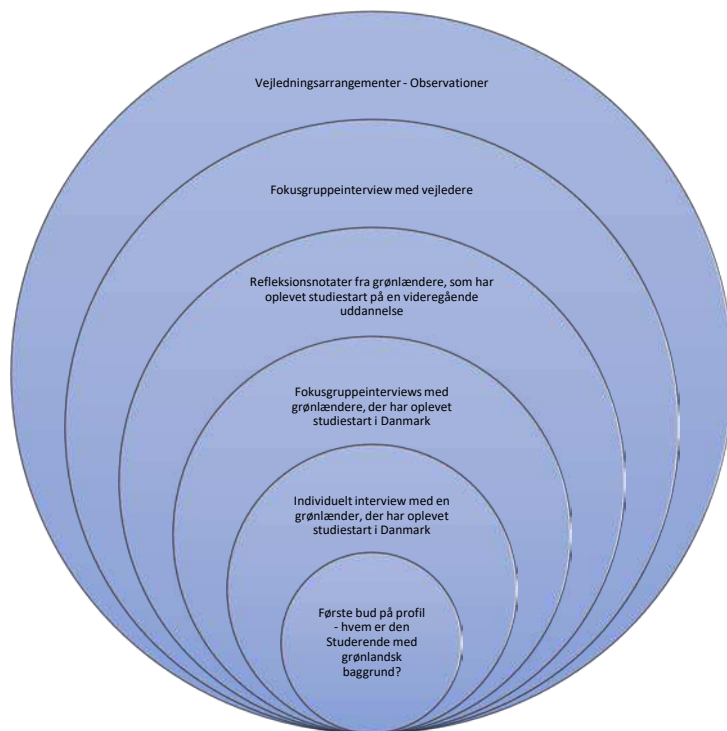 Vejledningsarrangementer - Observationer
Fokusgruppeinterview med vejledere
Refleksionsnotater fra grønlændere, som har
oplevet studiestart på en videregående
uddannelse
Fokusgruppeinterviews med
grønlændere, der har oplevet
studiestart i Danmark
Individuelt interview med en
grønlænder, der har oplevet
studiestart i Danmark
Første bud på profil
- hvem er den
Studerende med
grønlandsk
baggrund?